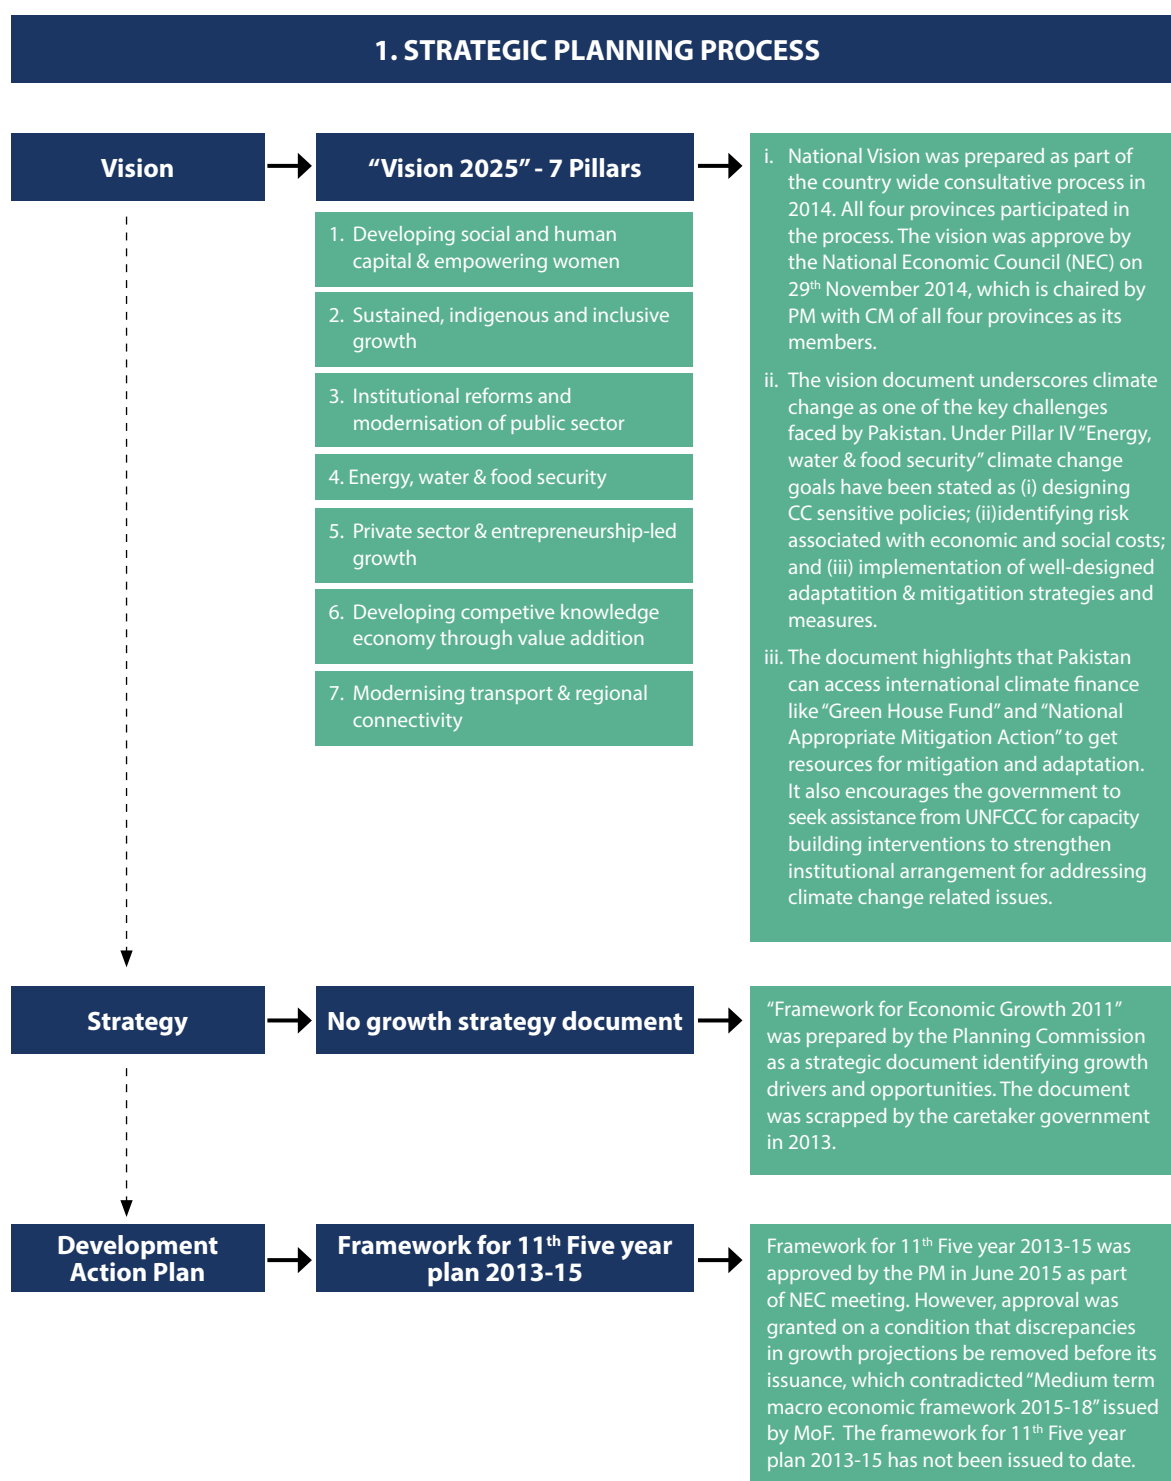 1. STRATEGIC PLANNING PROCESS
Vision
“Vision 2025” - 7 Pillars
1. Developing social and human
capital & empowering women
2. Sustained, indigenous and inclusive
growth
3. Institutional reforms and
modernisation of public sector
4. Energy, water & food security
5. Private sector & entrepreneurship-led
growth
6. Developing competive knowledge
economy through value addition
7. Modernising transport & regional
connectivity
i. National Vision was prepared as part of
the country wide consultative process in
2014. All four provinces participated in
the process. The vision was approve by
the National Economic Council (NEC) on
29th November 2014, which is chaired by
PM with CM of all four provinces as its
members.
ii. The vision document underscores climate
change as one of the key challenges
faced by Pakistan. Under Pillar IV “Energy,
water & food security” climate change
goals have been stated as (i) designing
CC sensitive policies; (ii)identifying risk
associated with economic and social costs;
and (iii) implementation of well-designed
adaptatition & mitigatition strategies and
measures.
iii. The document highlights that Pakistan
can access international climate finance
like “Green House Fund” and “National
Appropriate Mitigation Action” to get
resources for mitigation and adaptation.
It also encourages the government to
seek assistance from UNFCCC for capacity
building interventions to strengthen
institutional arrangement for addressing
climate change related issues.
Strategy
No growth strategy document
“Framework for Economic Growth 2011”
was prepared by the Planning Commission
as a strategic document identifying growth
drivers and opportunities. The document
was scrapped by the caretaker government
in 2013.
Development
Action Plan
Framework for 11th Five year
plan 2013-15
Framework for 11th Five year 2013-15 was
approved by the PM in June 2015 as part
of NEC meeting. However, approval was
granted on a condition that discrepancies
in growth projections be removed before its
issuance, which contradicted “Medium term
macro economic framework 2015-18” issued
by MoF. The framework for 11th Five year
plan 2013-15 has not been issued to date.